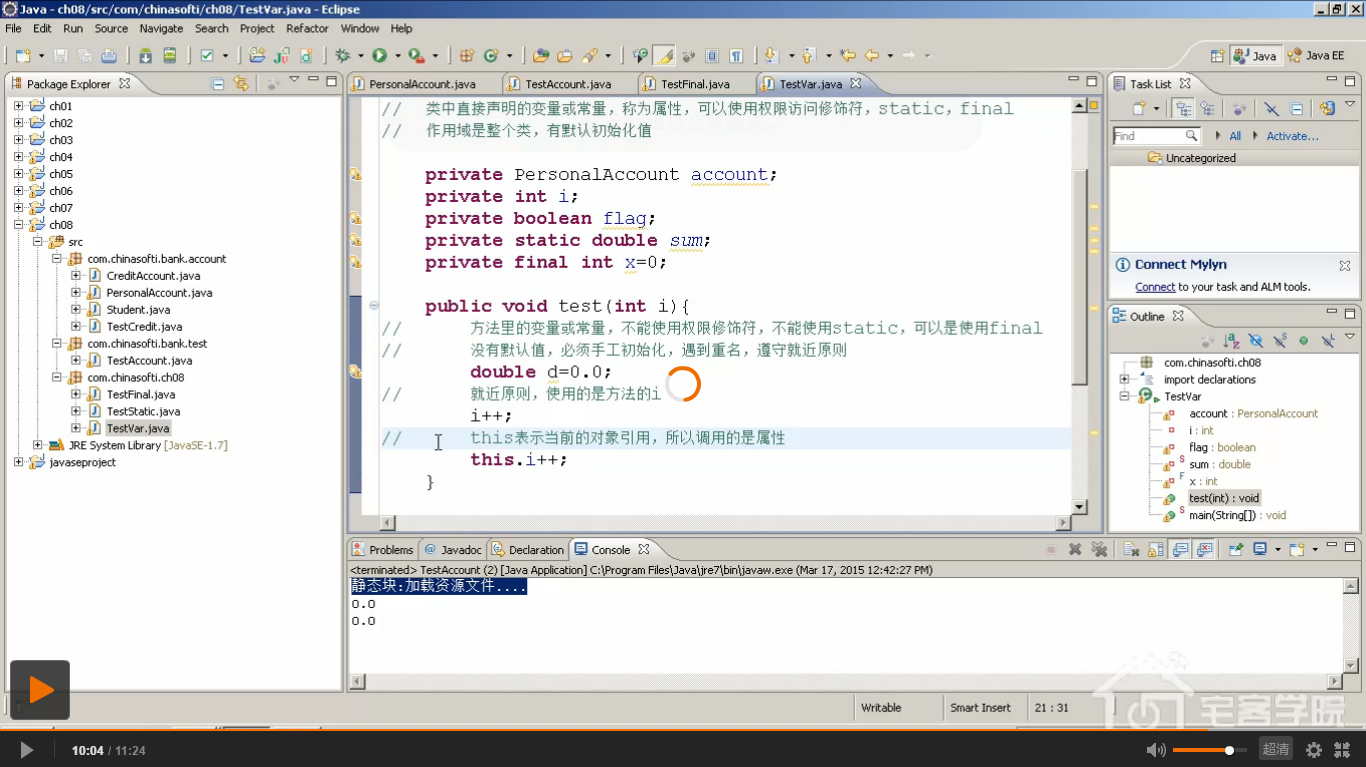 Java - ch08/src/com/chinasofti/ch08/TestVar.java - Eclipse
File Edit Run Source Navigate Search Project Refactor Window Help
Java Java EE
Package Explorer
ch01
ch02
ch03
ch04
ch05
ch06
ch07
ch08
src
com.chinasofti.bank.account
CreditAccount.java
PersonalAccount.java
Student.java
TestCredit.java
com.chinasofti.bank.test
TestAccount.java
com.chinasofti.ch08
TestFinal.java
TestStatic.java
TestVar.java
JRE System Library [JavaSE-1.7]
javaseproject
PersonalAccount.java TestAccount.java TestFinal.java TestVar.java
// 类中直接声明的变量或常量，称为属性，可以使用权限访问修饰符，static，final
// 作用域是整个类，有默认初始化值
private PersonalAccount account;
private int i;
private boolean flag;
private static double sum;
private final int x=0;
public void test(int i){
// 方法里的变量或常量，不能使用权限修饰符，不能使用static，可以是使用final
// 没有默认值，必须手工初始化，遇到重名，遵守就近原则
double d=0.0;
// 就近原则，使用的是方法的i
i++;
// this表示当前的对象引用，所以调用的是属性
this.i++;
}
Task List
Find All Activate...
Uncategorized
Connect Mylyn
Connect to your task and ALM tools.
Outline
com.chinasofti.ch08
import declarations
TestVar
account : PersonalAccount
i : int
flag : boolean
S sum : double
F x : int
test(int) : void
S main(String[]) : void
Problems @ Javadoc Declaration Console
<terminated> TestAccount (2) [Java Application] C:\Program Files\Java\jre7\bin\javaw.exe (Mar 17, 2015 12:42:27 PM)
静态块:加载资源文件....
0.0
0.0
Writable Smart Insert 21 : 31
宅客学院
10:04 / 11:24 超清